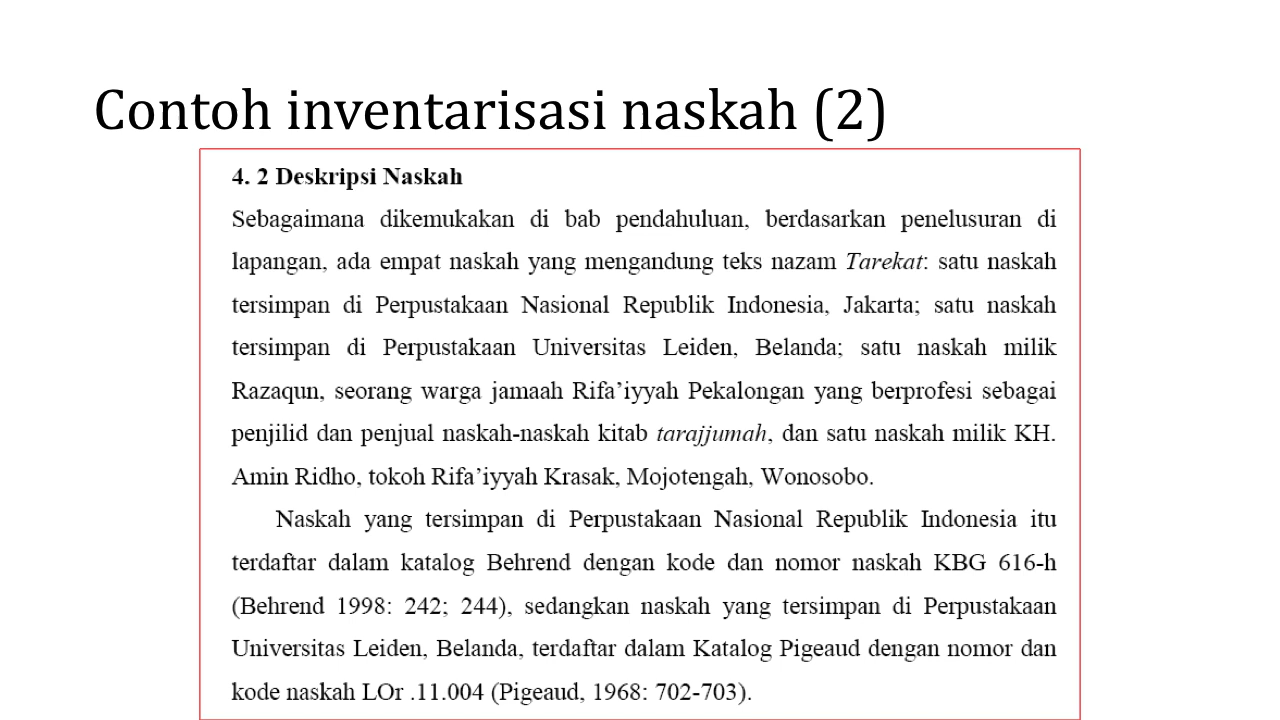 Contoh inventarisasi naskah (2)
4. 2 Deskripsi Naskah
Sebagaimana dikemukakan di bab pendahuluan, berdasarkan penelusuran di
lapangan, ada empat naskah yang mengandung teks nazam Tarekat: satu naskah
tersimpan di Perpustakaan Nasional Republik Indonesia, Jakarta; satu naskah
tersimpan di Perpustakaan Universitas Leiden, Belanda; satu naskah milik
Razaqun, seorang warga jamaah Rifa’iyyah Pekalongan yang berprofesi sebagai
penjilid dan penjual naskah-naskah kitab tarajjumah, dan satu naskah milik KH.
Amin Ridho, tokoh Rifa’iyyah Krasak, Mojotengah, Wonosobo.
Naskah yang tersimpan di Perpustakaan Nasional Republik Indonesia itu
terdaftar dalam katalog Behrend dengan kode dan nomor naskah KBG 616-h
(Behrend 1998: 242; 244), sedangkan naskah yang tersimpan di Perpustakaan
Universitas Leiden, Belanda, terdaftar dalam Katalog Pigeaud dengan nomor dan
kode naskah LOr .11.004 (Pigeaud, 1968: 702-703).